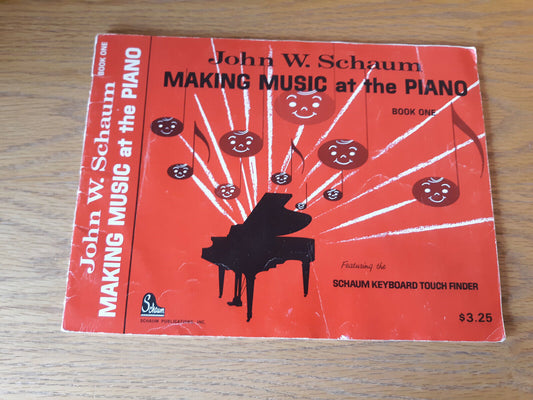 BOOK ONE
John W. Schaum
MAKING MUSIC at the PIANO
John W. Schaum
MAKING MUSIC at the PIANO
BOOK ONE
Featuring the
SCHAUM KEYBOARD TOUCH FINDER
$3.25
Schaum
SCHAUM PUBLICATIONS, INC.